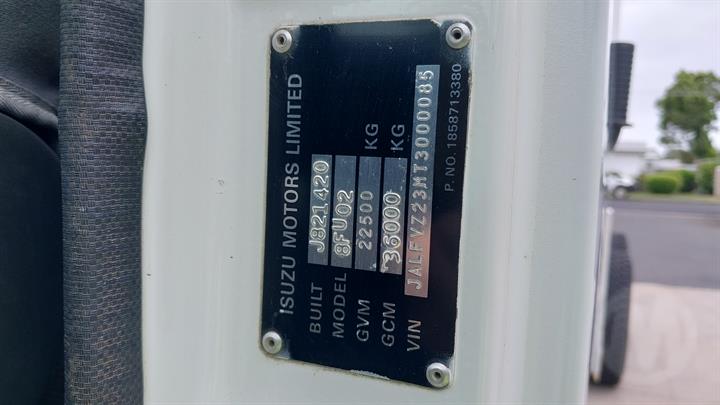 ISUZU MOTORS LIMITED
BUILT J821420
MODEL 8FU02
GVM 22500 KG
GCM 36000 KG
VIN JALFVZ23MT3000085
P. NO. 1858713380